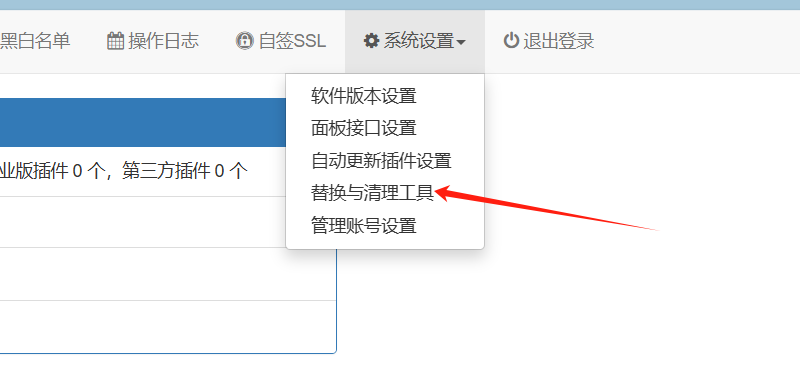 黑白名单 操作日志 自签SSL 系统设置 退出登录
软件版本设置
面板接口设置
自动更新插件设置
业版插件 0 个，第三方插件 0 个
替换与清理工具
管理账号设置